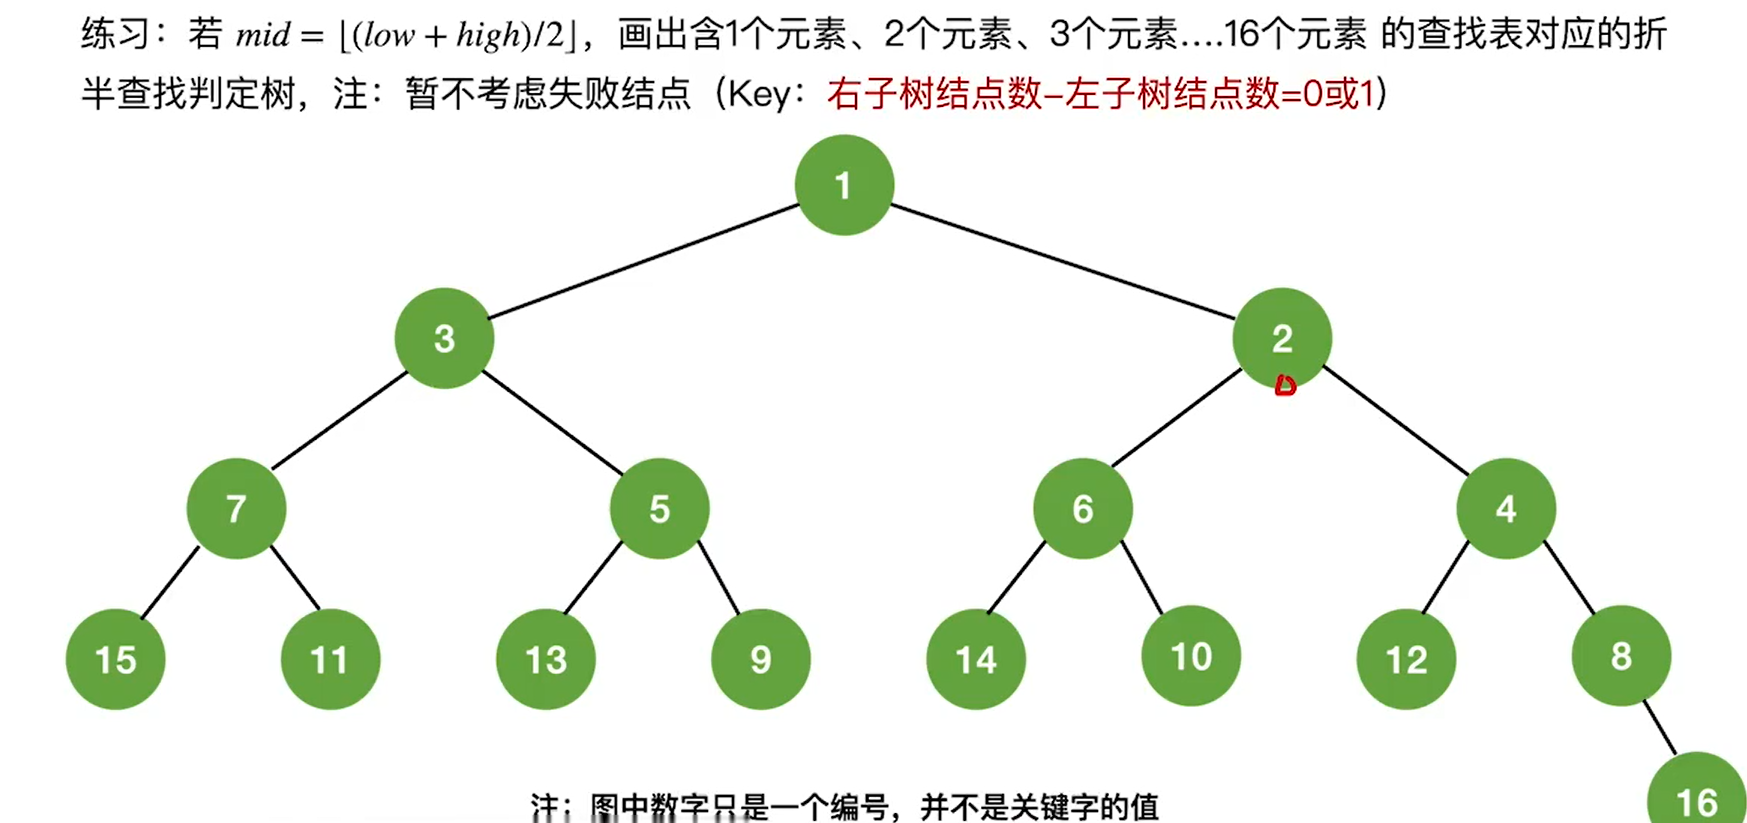 练习：若 mid = ⌊(low + high)/2⌋，画出含1个元素、2个元素、3个元素....16个元素 的查找表对应的折
半查找判定树，注：暂不考虑失败结点（Key：右子树结点数–左子树结点数=0或1）
1
3 2
7 5 6 4
15 11 13 9 14 10 12 8
16
注：图中数字只是一个编号，并不是关键字的值